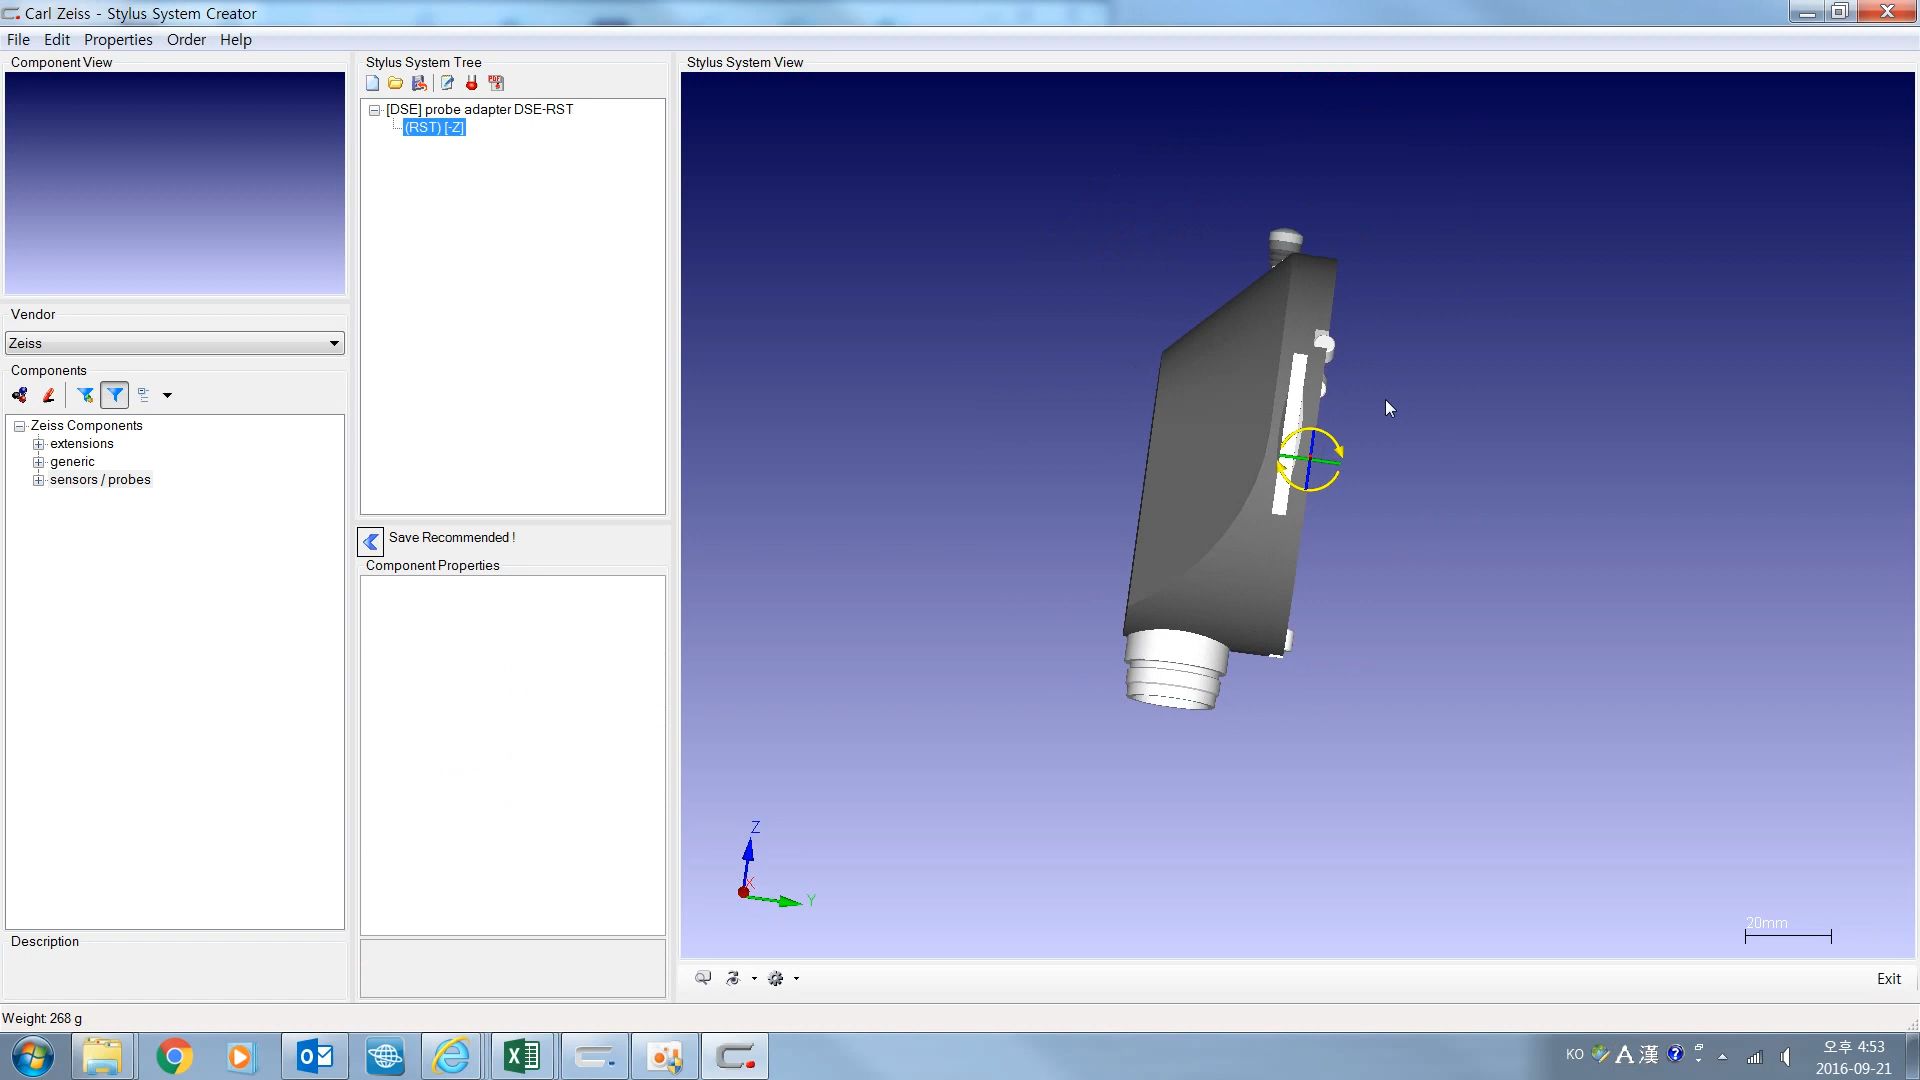 Carl Zeiss - Stylus System Creator
File Edit Properties Order Help
Component View
Stylus System Tree
Stylus System View
[DSE] probe adapter DSE-RST
(RST) [-Z]
Vendor
Zeiss
Components
Zeiss Components
extensions
generic
sensors / probes
Save Recommended !
Component Properties
Z
X
Y
20mm
Description
Exit
Weight: 268 g
KO A 漢
오후 4:53
2016-09-21